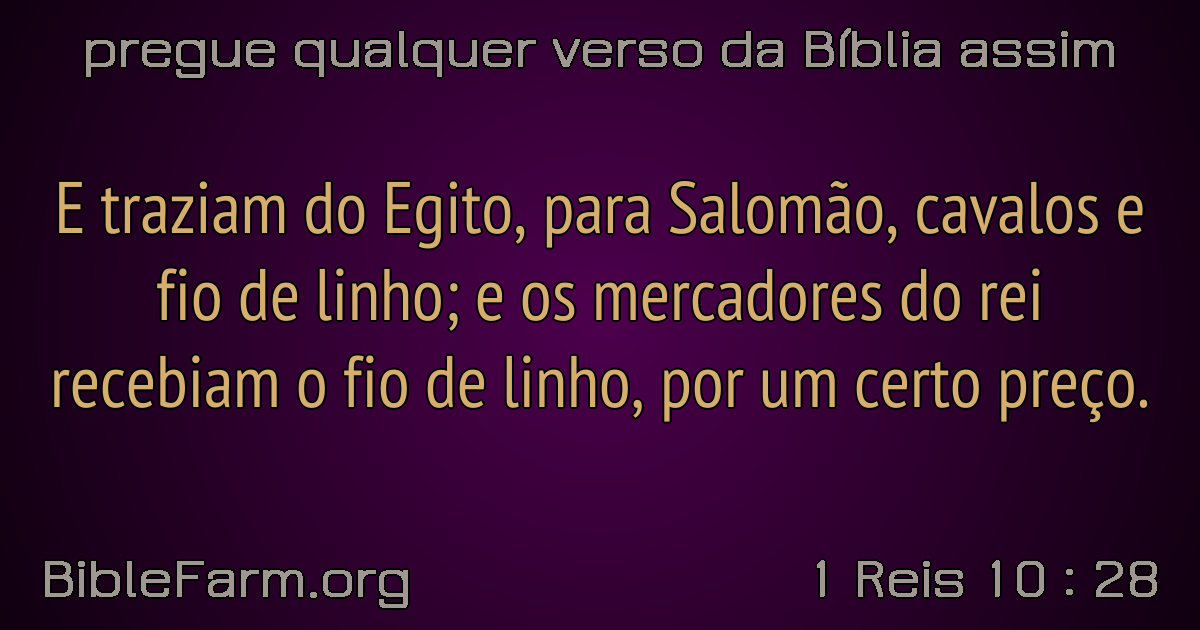 pregue qualquer verso da Bíblia assim
E traziam do Egito, para Salomão, cavalos e
fio de linho; e os mercadores do rei
recebiam o fio de linho, por um certo preço.
BibleFarm.org
1 Reis 10 : 28